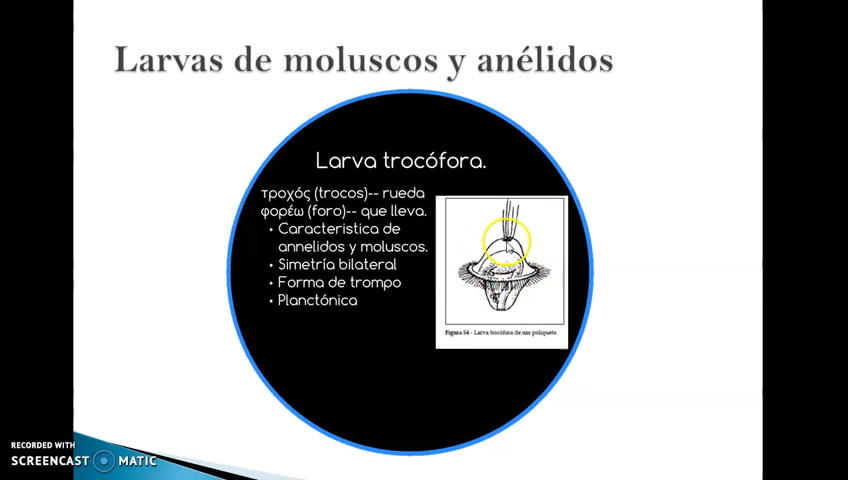 Larvas de moluscos y anélidos
Larva trocófora.
τροχός (trocos)-- rueda
φορέω (foro)-- que lleva.
• Caracteristica de
annelidos y moluscos.
• Simetría bilateral
• Forma de trompo
• Planctónica
Figura 54 - Larva trocófora de um poliqueto.
RECORDED WITH
SCREENCAST MATIC